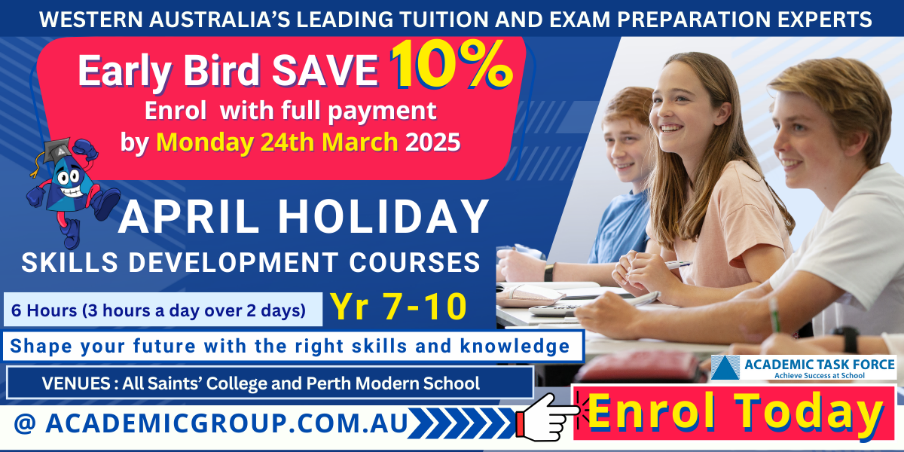 WESTERN AUSTRALIA'S LEADING TUITION AND EXAM PREPARATION EXPERTS
Early Bird SAVE 10%
Enrol with full payment
by Monday 24th March 2025
APRIL HOLIDAY
SKILLS DEVELOPMENT COURSES
6 Hours (3 hours a day over 2 days) Yr 7-10
Shape your future with the right skills and knowledge
VENUES : All Saints' College and Perth Modern School
ACADEMIC TASK FORCE
Achieve Success at School
@ ACADEMICGROUP.COM.AU
Enrol Today